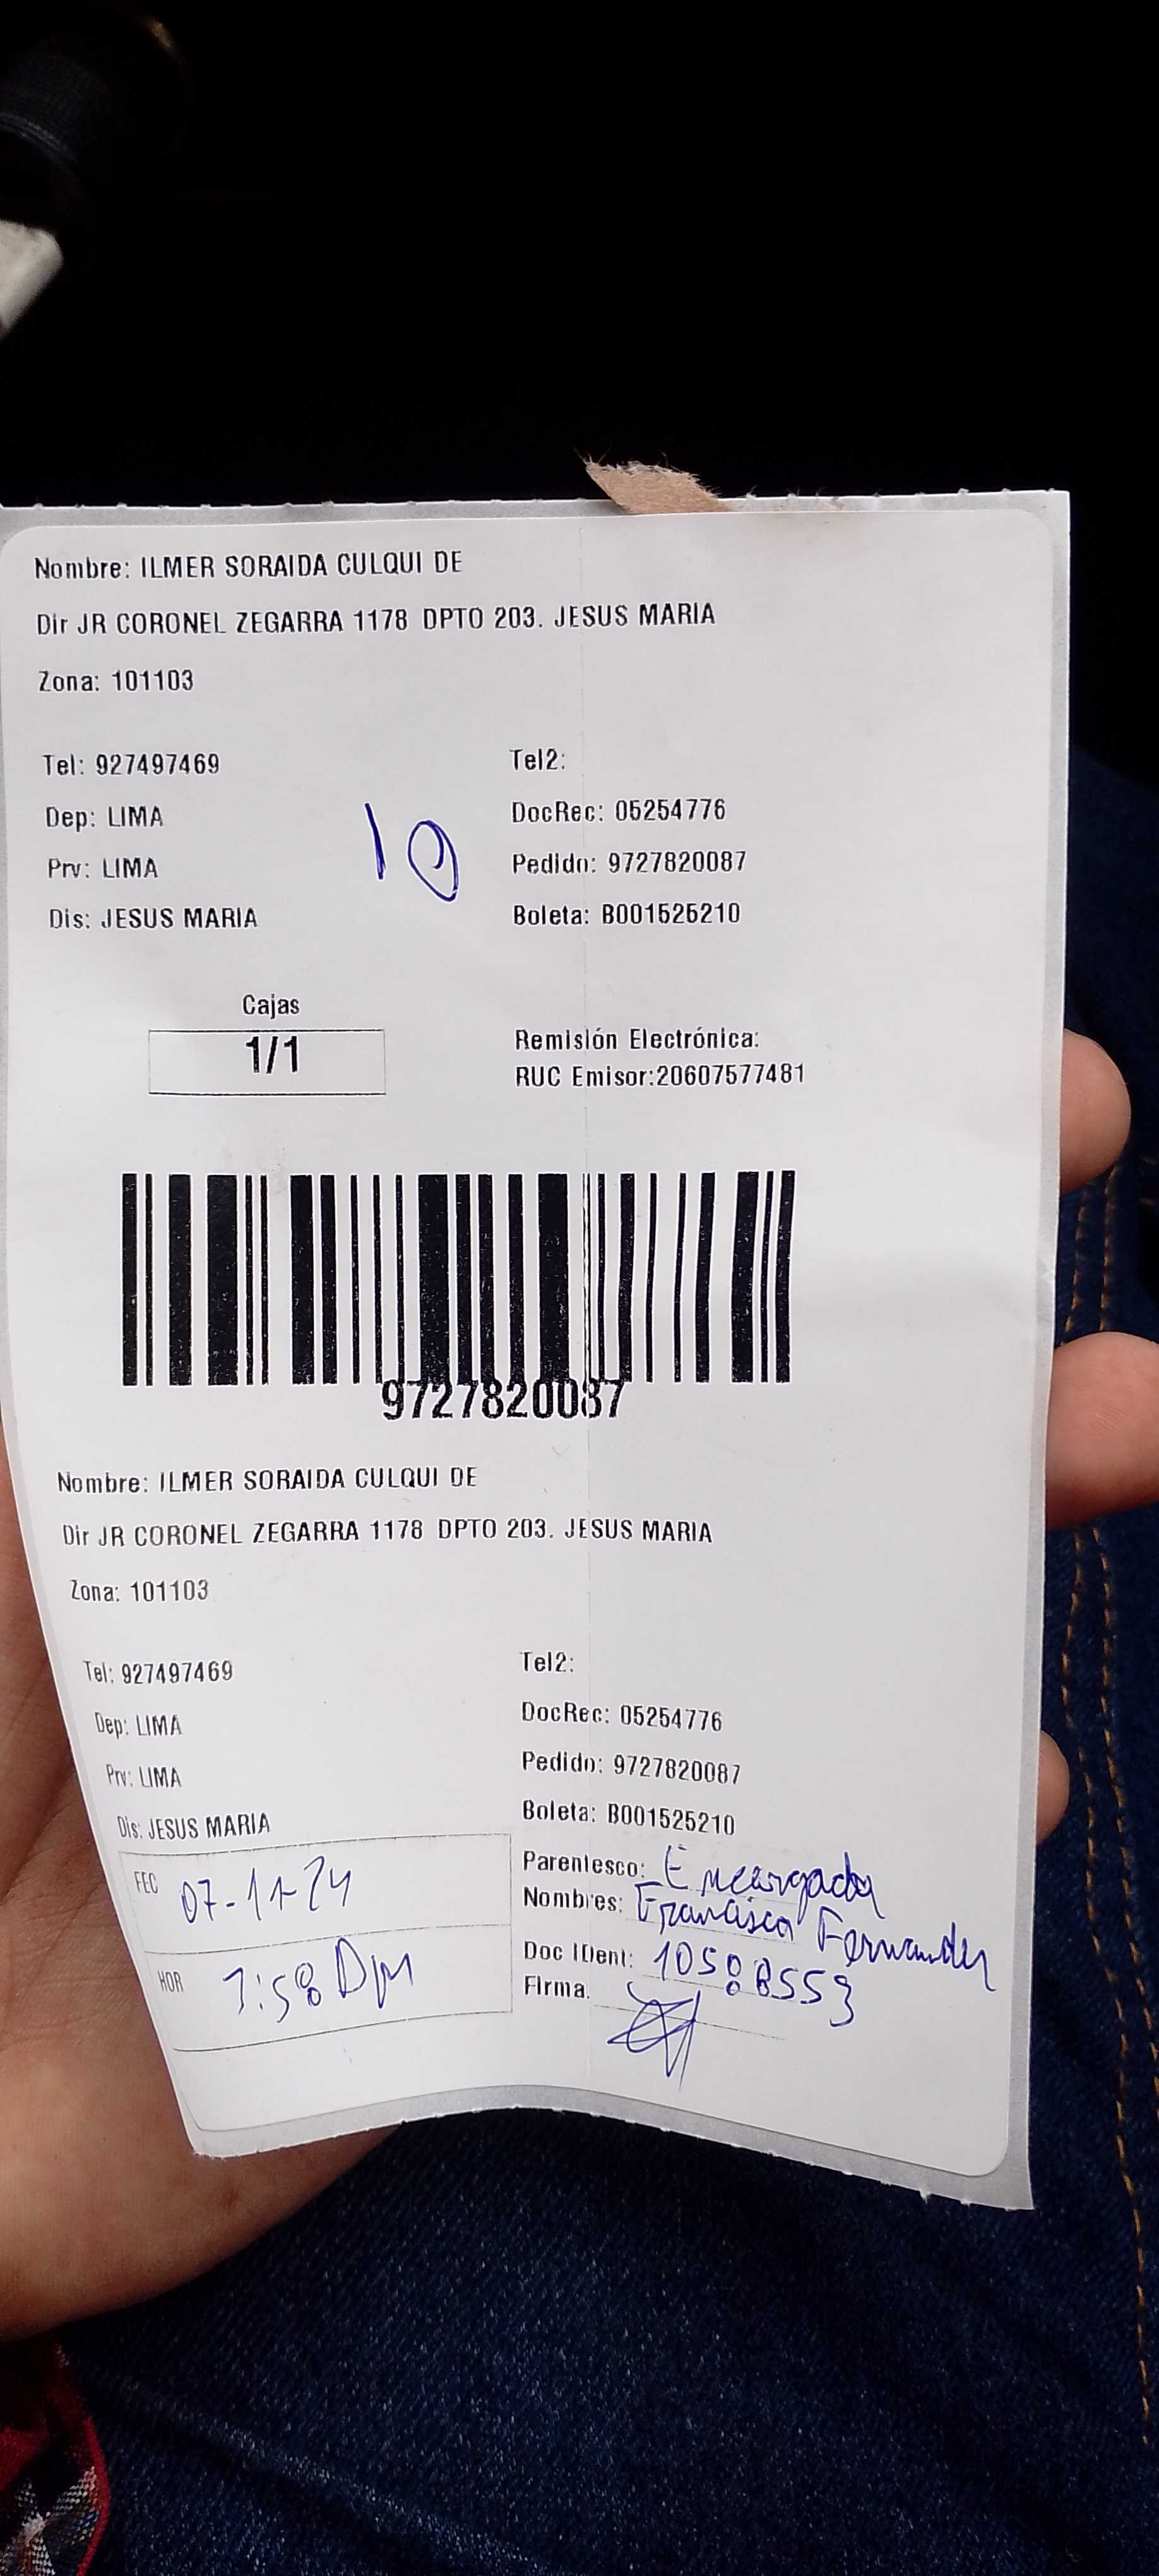 Nombre: ILMER SORAIDA CULQUI DE
Dir JR CORONEL ZEGARRA 1178 DPTO 203. JESUS MARIA
Zona: 101103
Tel: 927497469 Tel2:
Dep: LIMA DocRec: 05254776
Prv: LIMA 10 Pedido: 9727820087
Dis: JESUS MARIA Boleta: B001525210
Cajas
1/1
Remisión Electrónica:
RUC Emisor:20607577481
9727820087
Nombre: ILMER SORAIDA CULQUI DE
Dir JR CORONEL ZEGARRA 1178 DPTO 203. JESUS MARIA
Zona: 101103
Tel: 927497469 Tel2:
Dep: LIMA DocRec: 05254776
Prv: LIMA Pedido: 9727820087
Dis: JESUS MARIA Boleta: B001525210
FEC 07-11-24 Parentesco: Encargada
Nombres: Francisca Fernandez
HOR Doc IDent:
Firma.